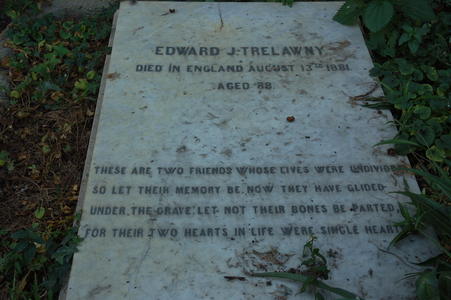 EDWARD J. TRELAWNY
DIED IN ENGLAND AUGUST 13TH 1881
AGED 88
THESE ARE TWO FRIENDS WHOSE LIVES WERE UNDIVIDED
SO LET THEIR MEMORY BE, NOW THEY HAVE GLIDED
UNDER THE GRAVE; LET NOT THEIR BONES BE PARTED,
FOR THEIR TWO HEARTS IN LIFE WERE SINGLE HEARTED